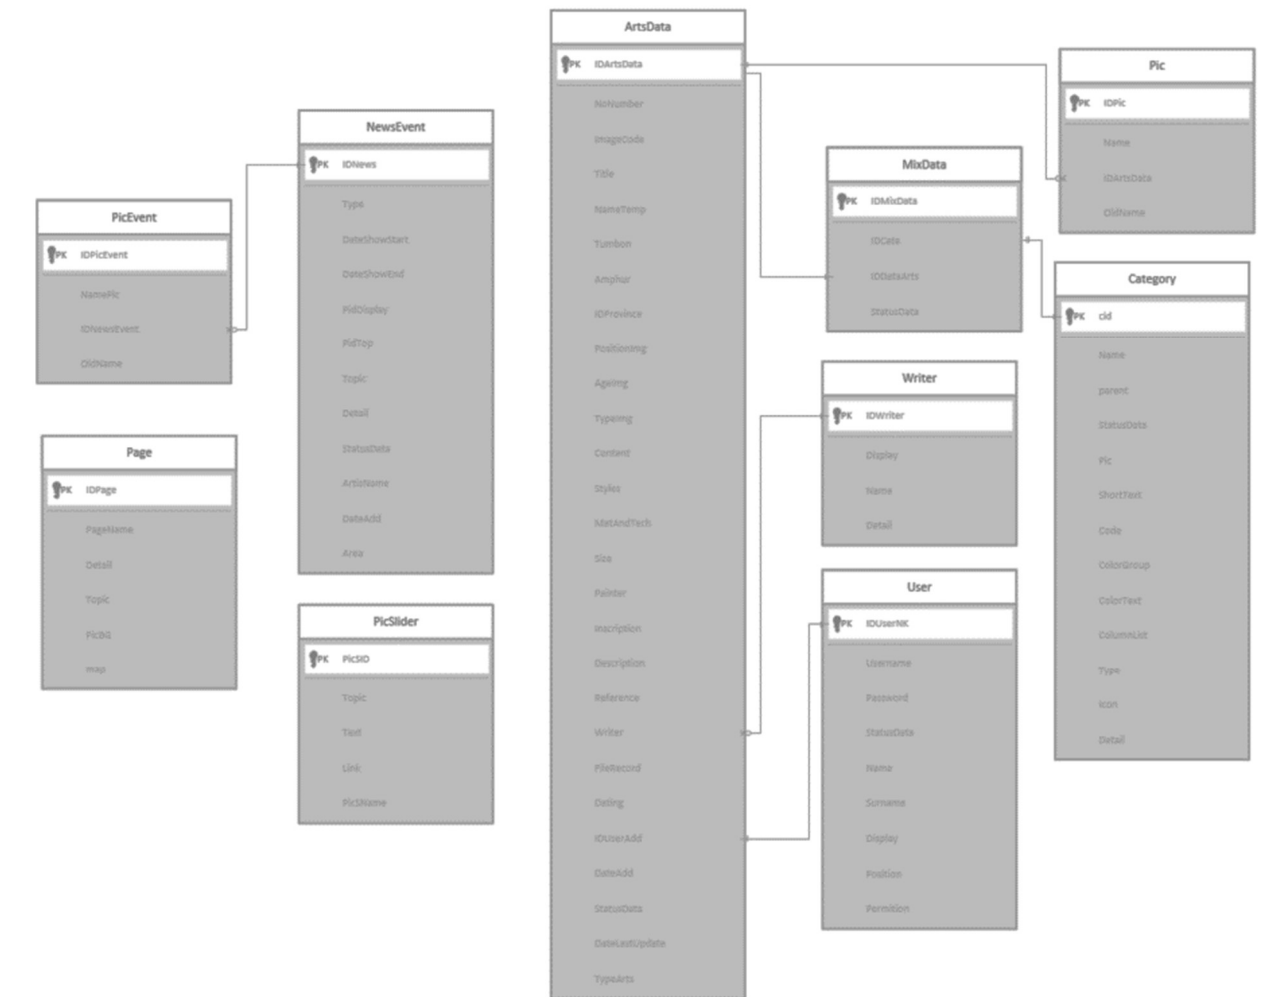 PicEvent
PK IDPicEvent
NamePic
IDNewsEvent
OldName
Page
PK IDPage
PageName
Detail
Topic
PicBG
map
NewsEvent
PK IDNews
Type
DateShowStart
DateShowEnd
PidDisplay
PidTop
Topic
Detail
StatusData
ArtisName
DateAdd
Area
PicSlider
PK PicSID
Topic
Text
Link
PicSName
ArtsData
PK IDArtsData
NoNumber
ImageCode
Title
NameTemp
Tumbon
Amphur
IDProvince
PositionImg
AgeImg
TypeImg
Content
Styles
MatAndTech
Size
Painter
Inscription
Description
Reference
Writer
FileRecord
Dating
IDUserAdd
DateAdd
StatusData
DateLastUpdate
TypeArts
MixData
PK IDMixData
IDCate
IDDataArts
StatusData
Writer
PK IDWriter
Display
Name
Detail
User
PK IDUserNK
Username
Password
StatusData
Name
Surname
Display
Position
Permition
Pic
PK IDPic
Name
IDArtsData
OldName
Category
PK cid
Name
parent
StatusData
Pic
ShortText
Code
ColorGroup
ColorText
ColumnList
Type
Icon
Detail